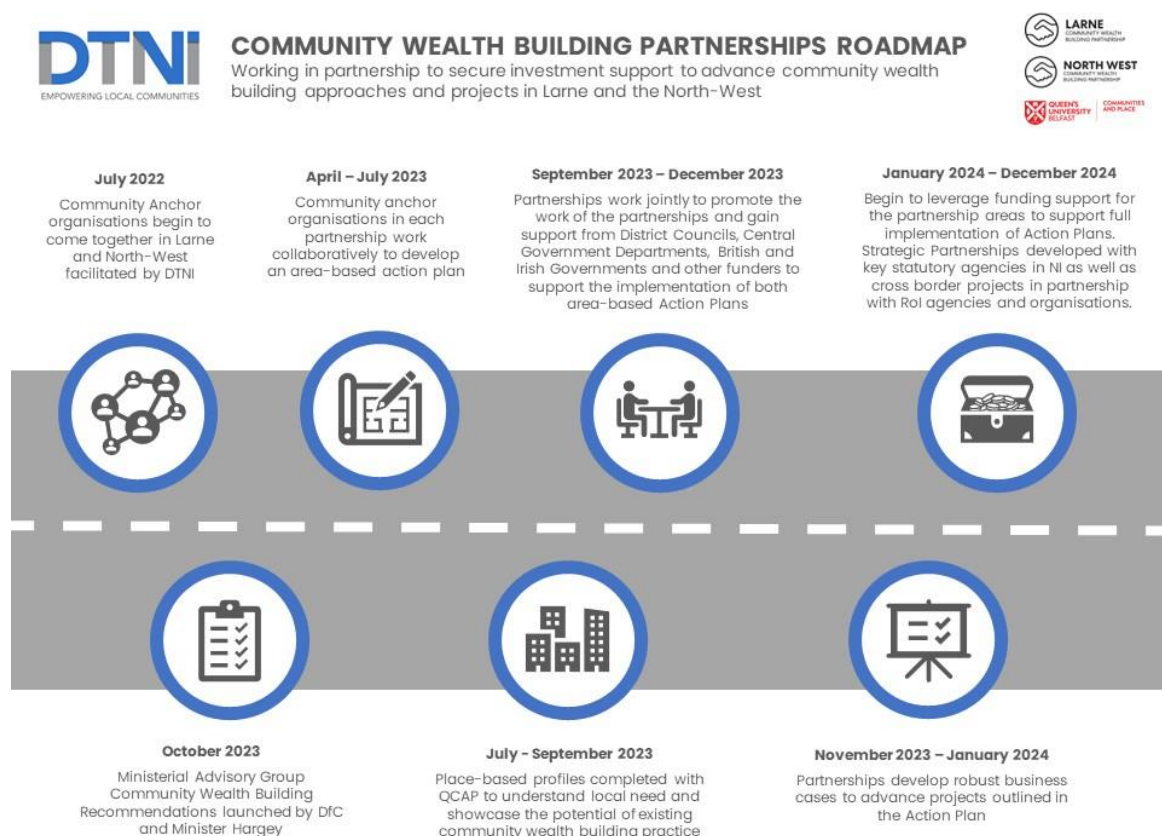 DTNI
EMPOWERING LOCAL COMMUNITIES
COMMUNITY WEALTH BUILDING PARTNERSHIPS ROADMAP
Working in partnership to secure investment support to advance community wealth
building approaches and projects in Larne and the North-West
LARNE
COMMUNITY WEALTH
BUILDING PARTNERSHIP
NORTH WEST
COMMUNITY WEALTH
BUILDING PARTNERSHIP
QUEEN'S
UNIVERSITY
BELFAST
COMMUNITIES
AND PLACE
July 2022
Community Anchor
organisations begin to
come together in Larne
and North-West
facilitated by DTNI
April – July 2023
Community anchor
organisations in each
partnership work
collaboratively to develop
an area-based action plan
September 2023 – December 2023
Partnerships work jointly to promote the
work of the partnerships and gain
support from District Councils, Central
Government Departments, British and
Irish Governments and other funders to
support the implementation of both
area-based Action Plans
January 2024 – December 2024
Begin to leverage funding support for
the partnership areas to support full
implementation of Action Plans.
Strategic Partnerships developed with
key statutory agencies in NI as well as
cross border projects in partnership
with RoI agencies and organisations.
October 2023
Ministerial Advisory Group
Community Wealth Building
Recommendations launched by DfC
and Minister Hargey
July - September 2023
Place-based profiles completed with
QCAP to understand local need and
showcase the potential of existing
community wealth building practice
November 2023 – January 2024
Partnerships develop robust business
cases to advance projects outlined in
the Action Plan